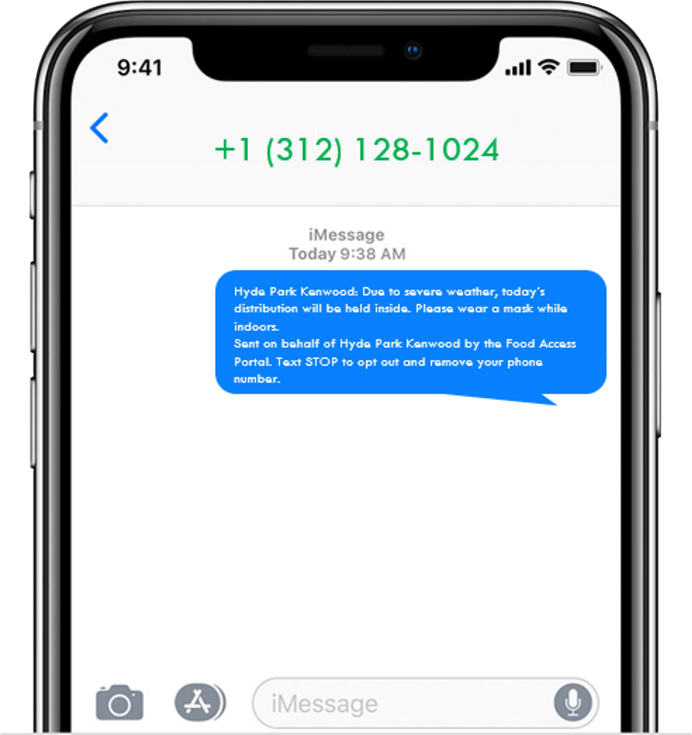 9:41
+1 (312) 128-1024
iMessage
Today 9:38 AM
Hyde Park Kenwood: Due to severe weather, today's
distribution will be held inside. Please wear a mask while
indoors.
Sent on behalf of Hyde Park Kenwood by the Food Access
Portal. Text STOP to opt out and remove your phone
number.
iMessage